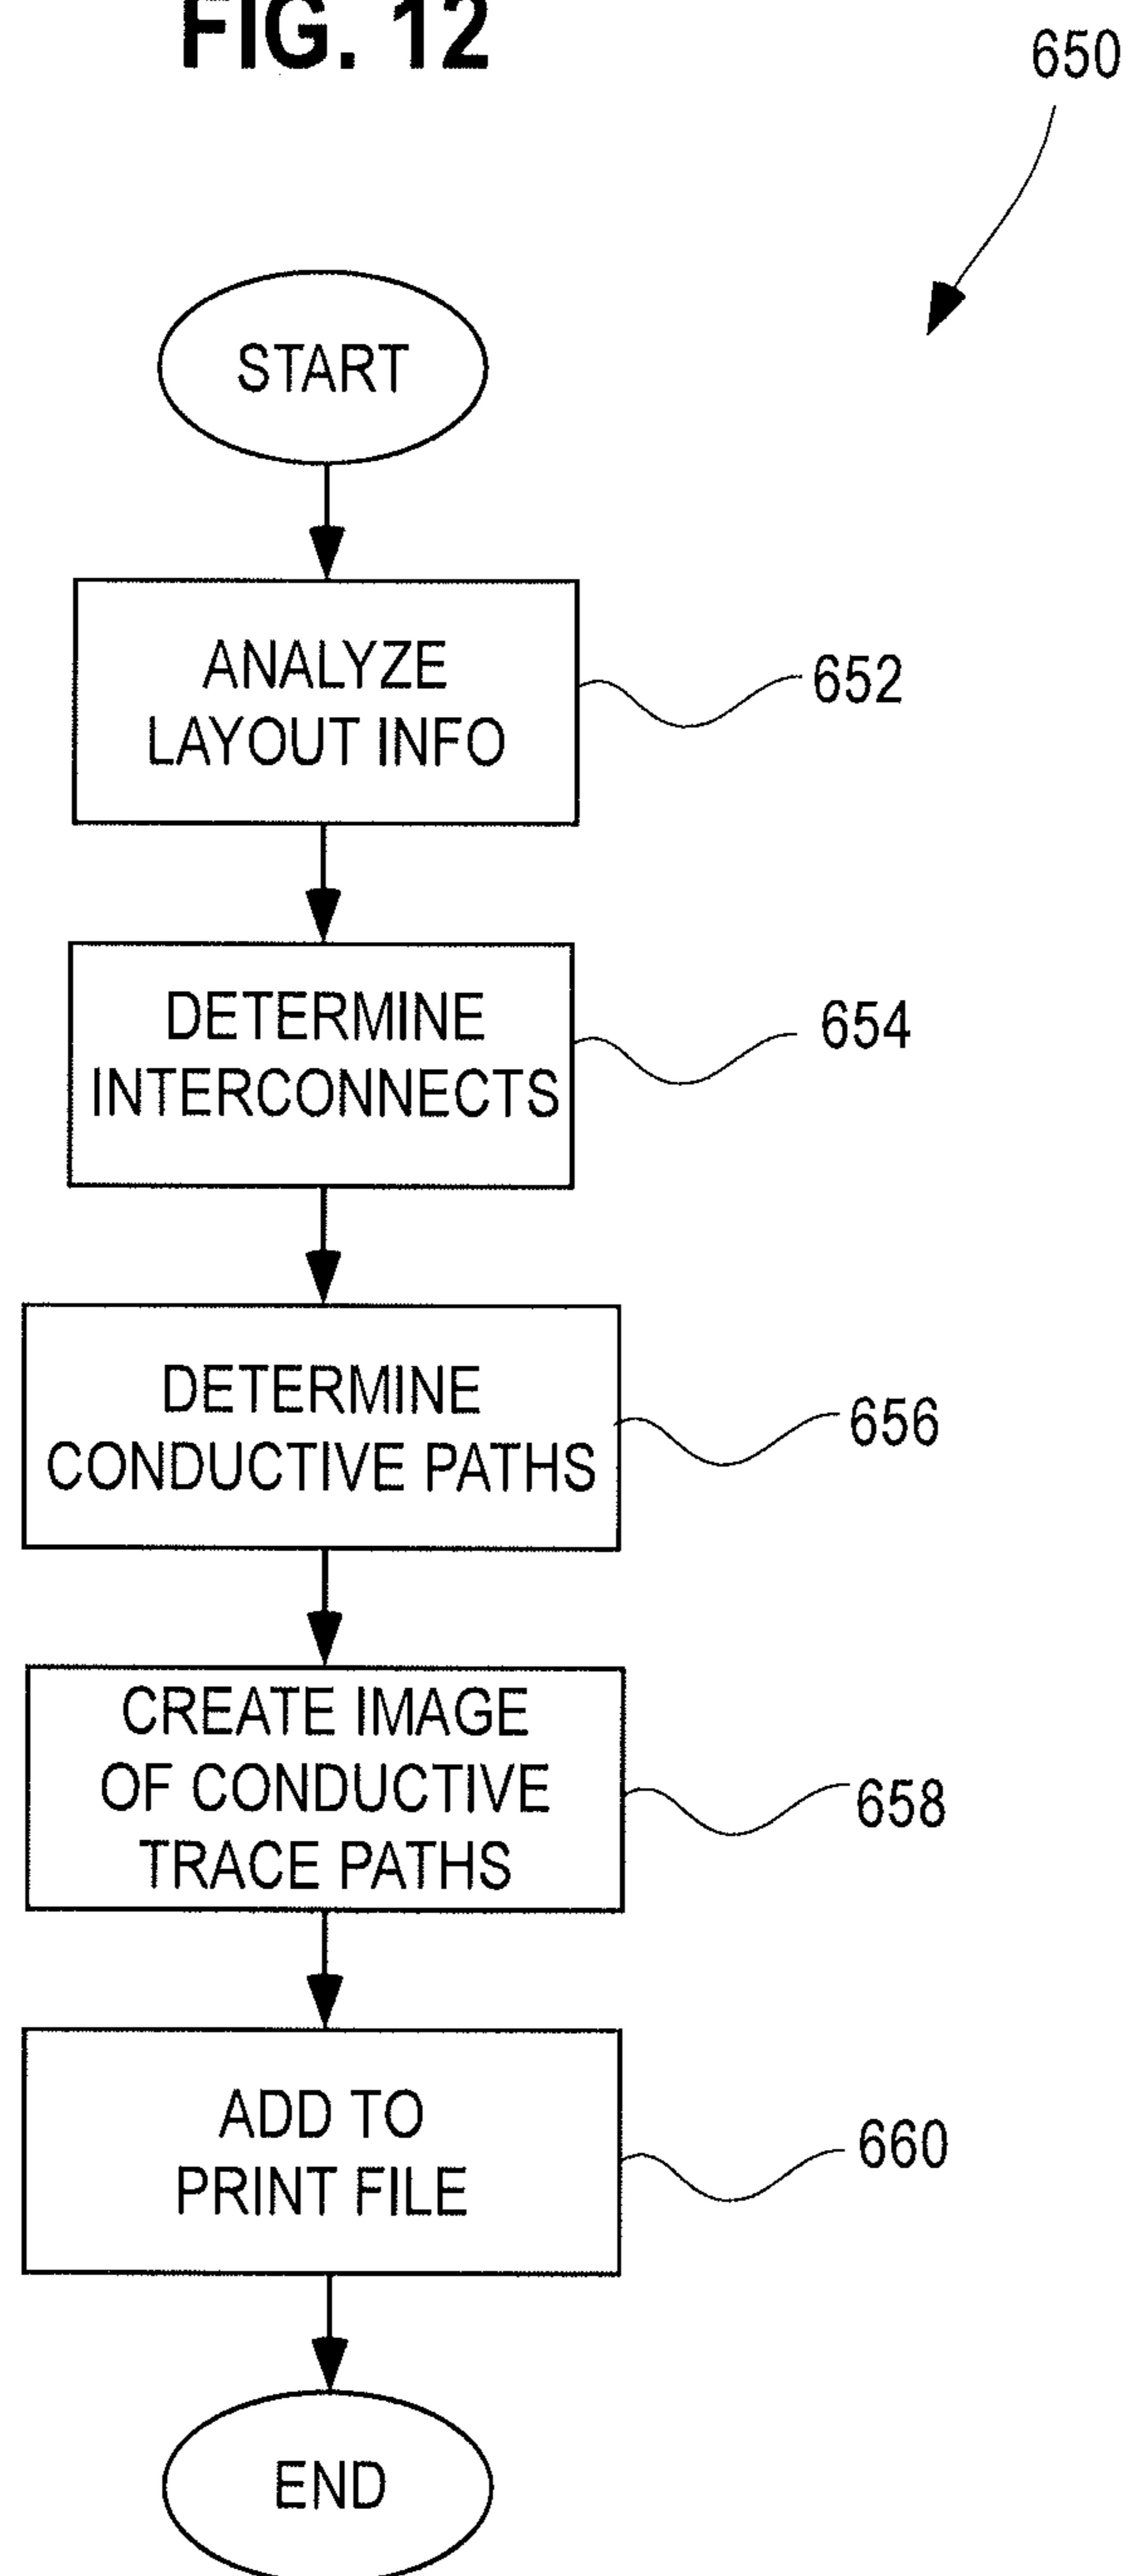 FIG. 12
650
START
ANALYZE
LAYOUT INFO
652
DETERMINE
INTERCONNECTS
654
DETERMINE
CONDUCTIVE PATHS
656
CREATE IMAGE
OF CONDUCTIVE
TRACE PATHS
658
ADD TO
PRINT FILE
660
END